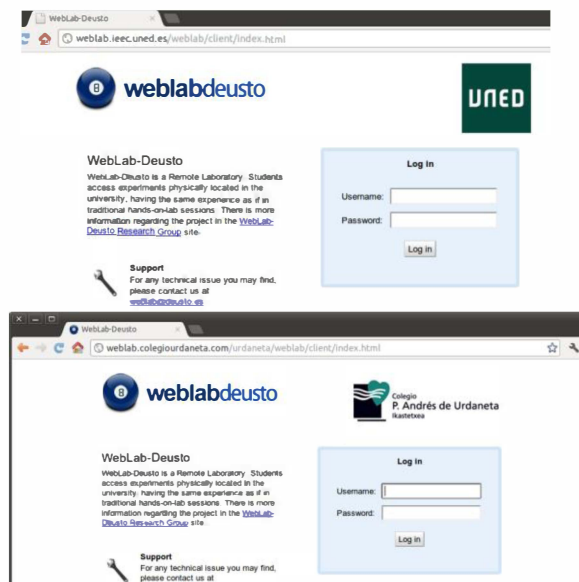 WebLab-Deusto
weblab.ieec.uned.es/weblab/client/index.html
8
weblabdeusto
UNED
WebLab-Deusto
WebLab-Deusto is a Remote Laboratory. Students
access experiments physically located in the
university, having the same experience as if in
traditional hands-on-lab sessions. There is more
information regarding the project in the WebLab-
Deusto Research Group site.
Log in
Username:
Password:
Log in
Support
For any technical issue you may find,
please contact us at
weblab@deusto.es
WebLab-Deusto
weblab.colegiourdaneta.com/urdaneta/weblab/client/index.html
8
weblabdeusto
Colegio
P. Andrés de Urdaneta
Ikastetxea
WebLab-Deusto
WebLab-Deusto is a Remote Laboratory. Students
access experiments physically located in the
university, having the same experience as if in
traditional hands-on-lab sessions. There is more
information regarding the project in the WebLab-
Deusto Research Group site.
Log in
Username:
Password:
Log in
Support
For any technical issue you may find,
please contact us at